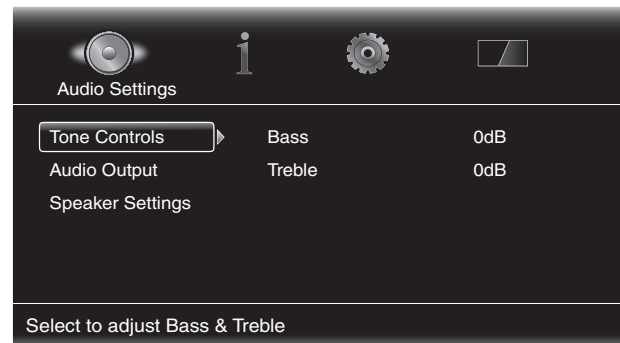 Audio Settings
Tone Controls Bass 0dB
Audio Output Treble 0dB
Speaker Settings
Select to adjust Bass & Treble